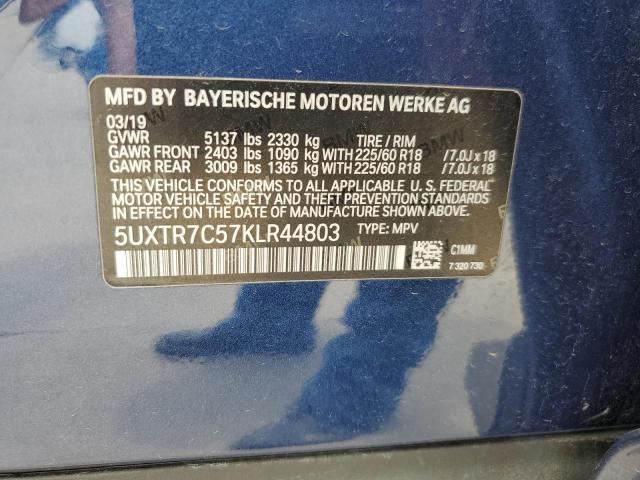 MFD BY BAYERISCHE MOTOREN WERKE AG
03/19
GVWR 5137 lbs 2330 kg TIRE / RIM
GAWR FRONT 2403 lbs 1090 kg WITH 225/60 R18 /7.0J x 18
GAWR REAR 3009 lbs 1365 kg WITH 225/60 R18 /7.0J x 18
THIS VEHICLE CONFORMS TO ALL APPLICABLE U. S. FEDERAL
MOTOR VEHICLE SAFETY AND THEFT PREVENTION STANDARDS
IN EFFECT ON THE DATE OF MANUFACTURE SHOWN ABOVE.
5UXTR7C57KLR44803 TYPE: MPV
C1MM
7 320 730
BMW